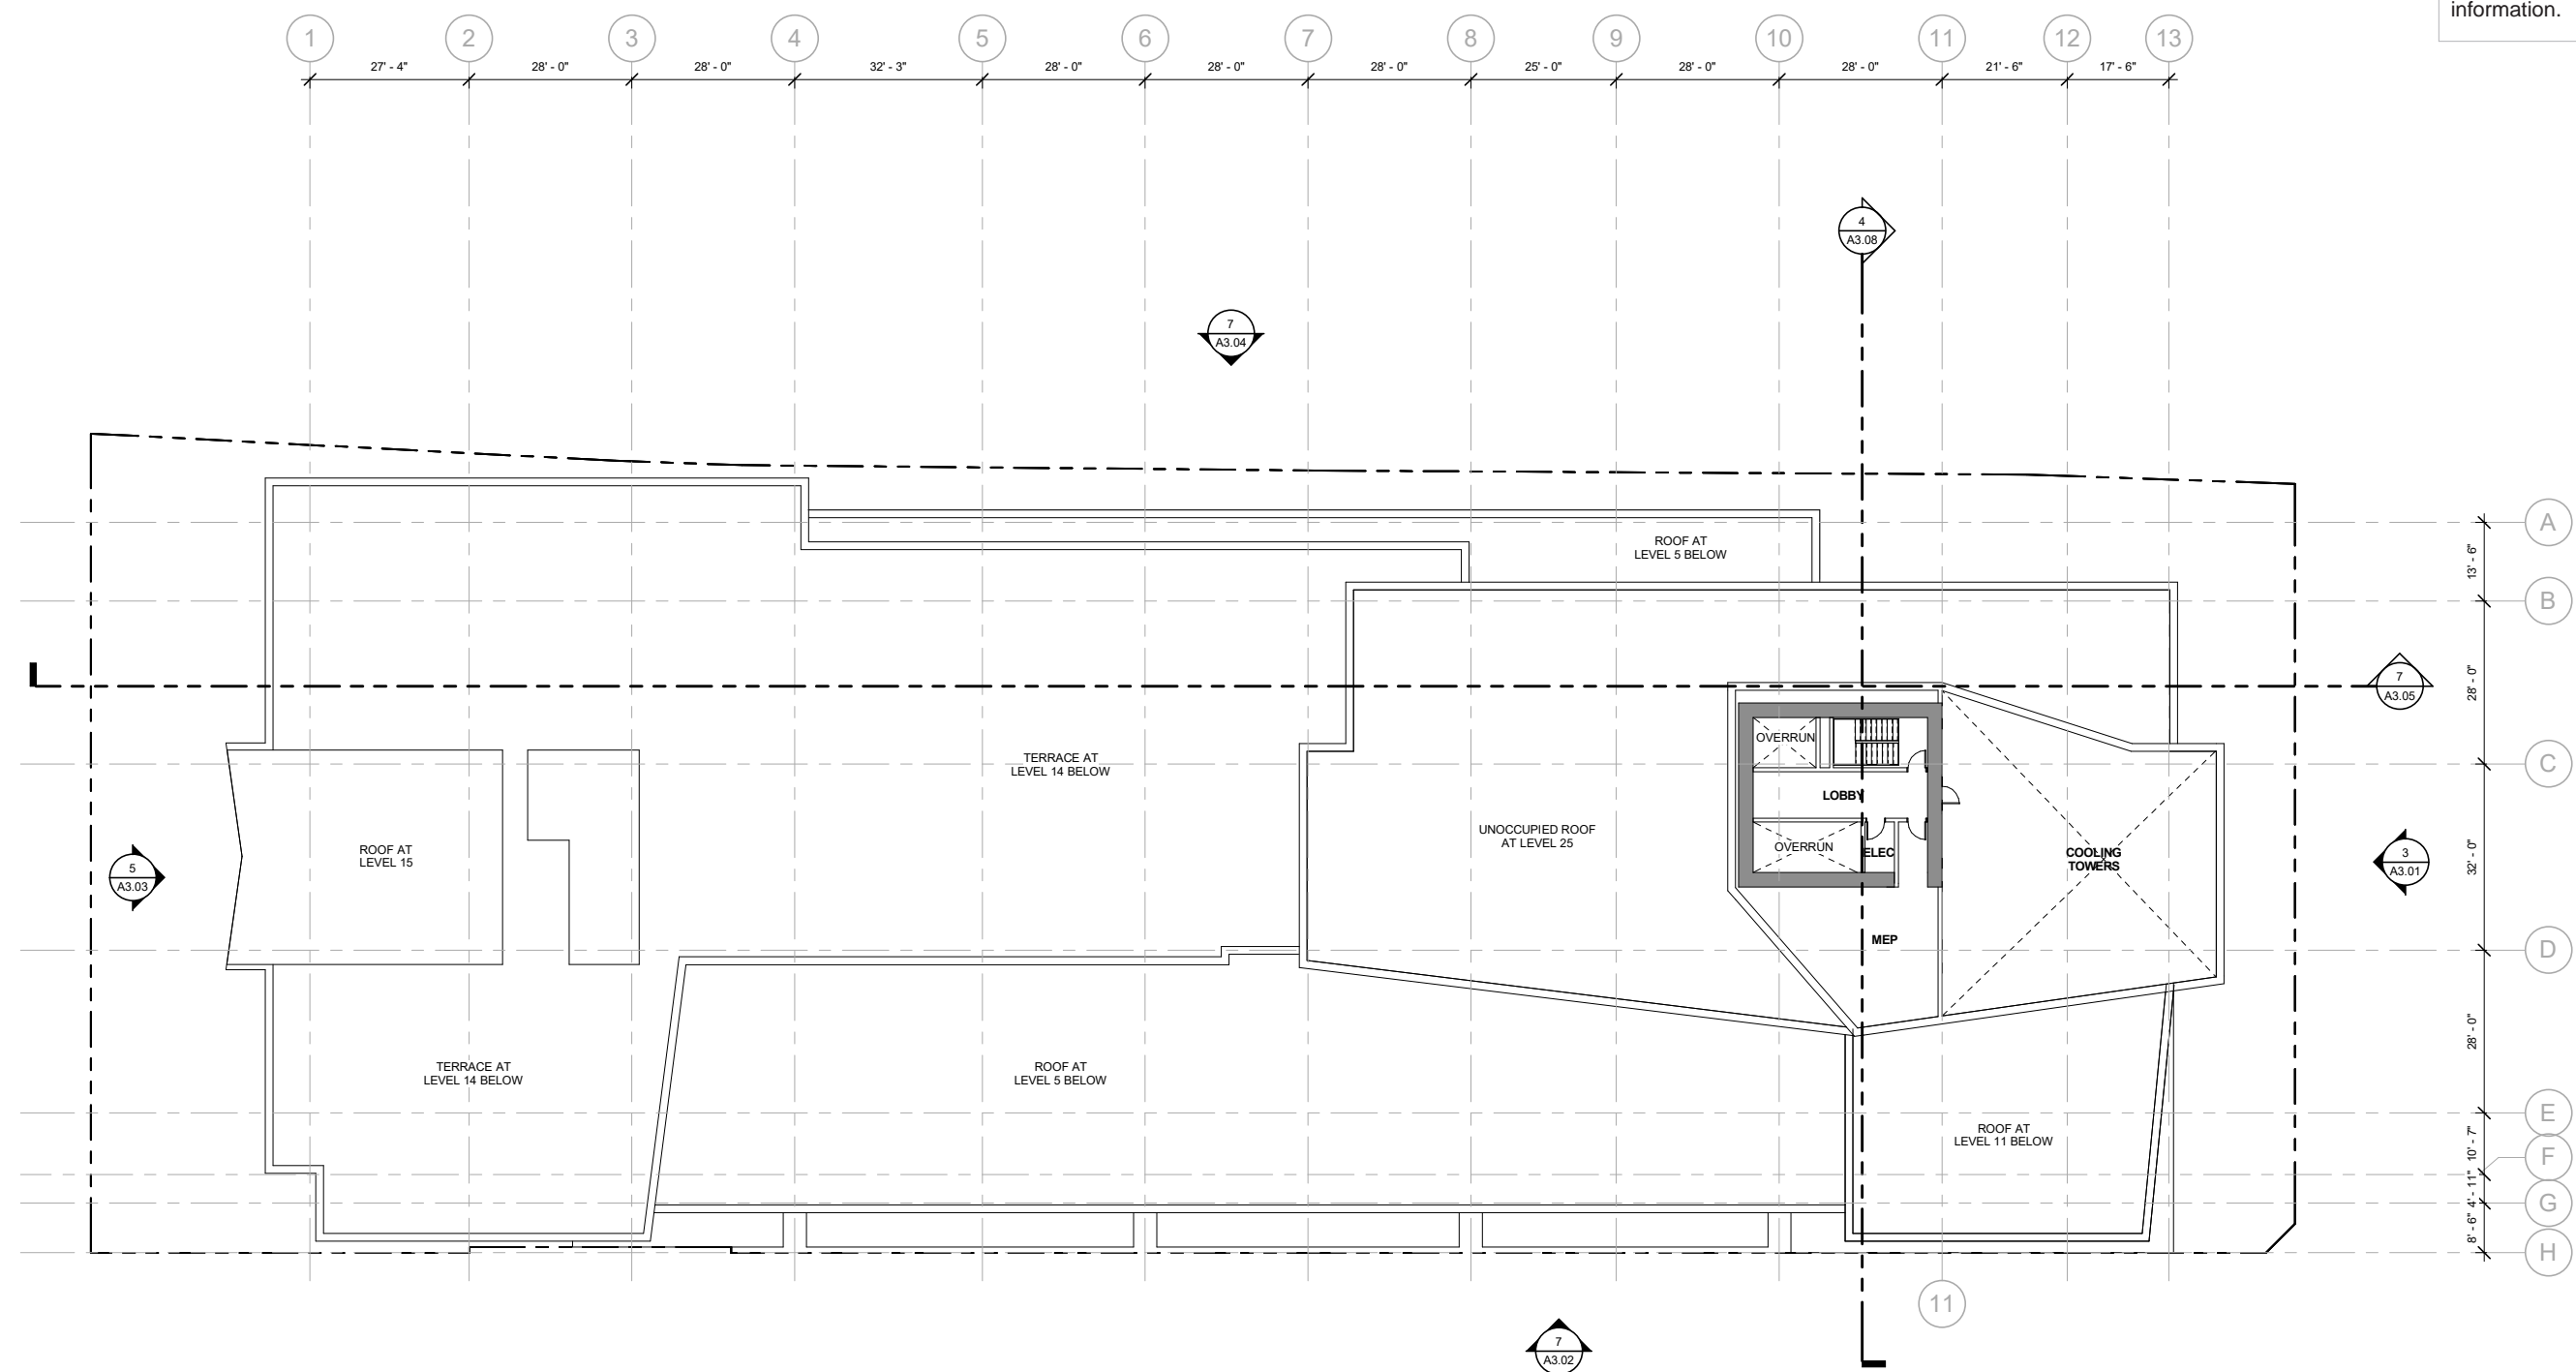 information.
1 2 3 4 5 6 7 8 9 10 11 12 13
27' - 4" 28' - 0" 28' - 0" 32' - 3" 28' - 0" 28' - 0" 28' - 0" 25' - 0" 28' - 0" 28' - 0" 21' - 6" 17' - 6"
4
A3.08
7
A3.04
A
ROOF AT
LEVEL 5 BELOW
13' - 6"
B
28' - 0"
7
A3.05
OVERRUN
TERRACE AT
LEVEL 14 BELOW
C
LOBBY
UNOCCUPIED ROOF
AT LEVEL 25
ROOF AT
LEVEL 15
OVERRUN
ELEC
COOLING
TOWERS
32' - 0"
5
A3.03
3
A3.01
MEP
D
28' - 0"
TERRACE AT
LEVEL 14 BELOW
ROOF AT
LEVEL 5 BELOW
E
ROOF AT
LEVEL 11 BELOW
10' - 7"
F
4' - 11"
G
8' - 6"
H
11
7
A3.02